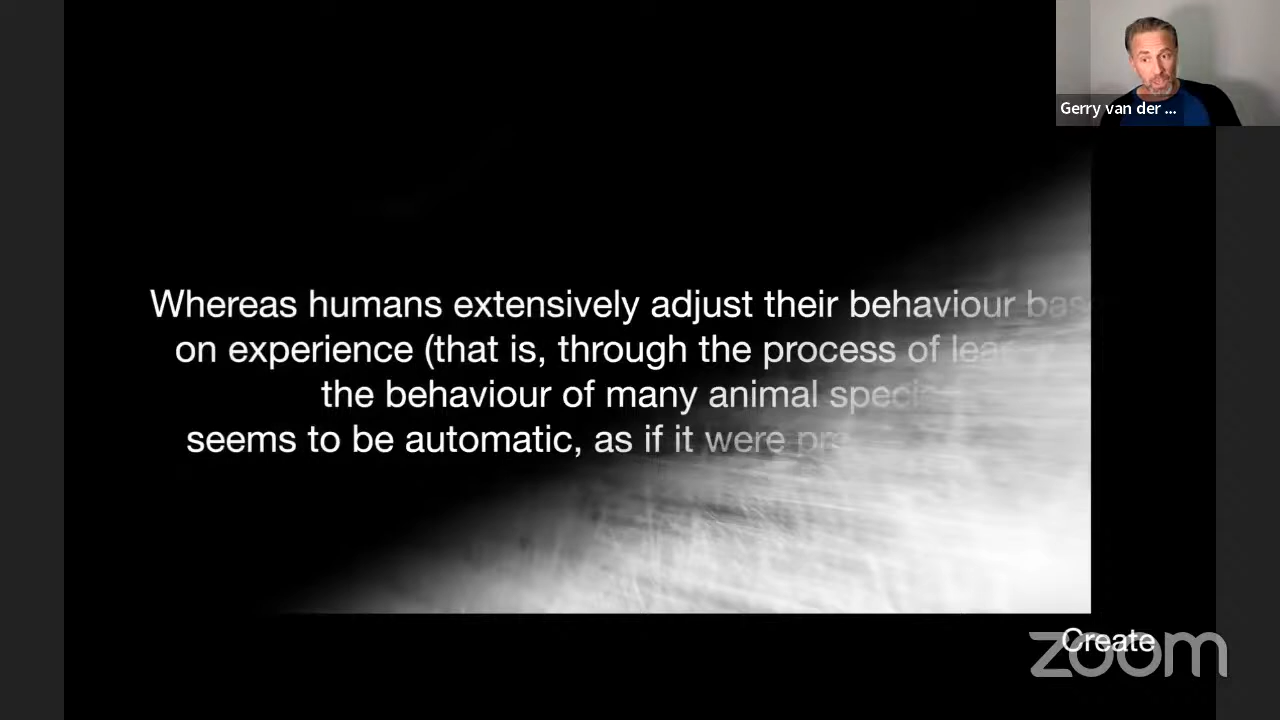 Gerry van der ...
Whereas humans extensively adjust their behaviour
on experience (that is, through the process of
the behaviour of many animal
seems to be automatic, as if it were
Create
zoom